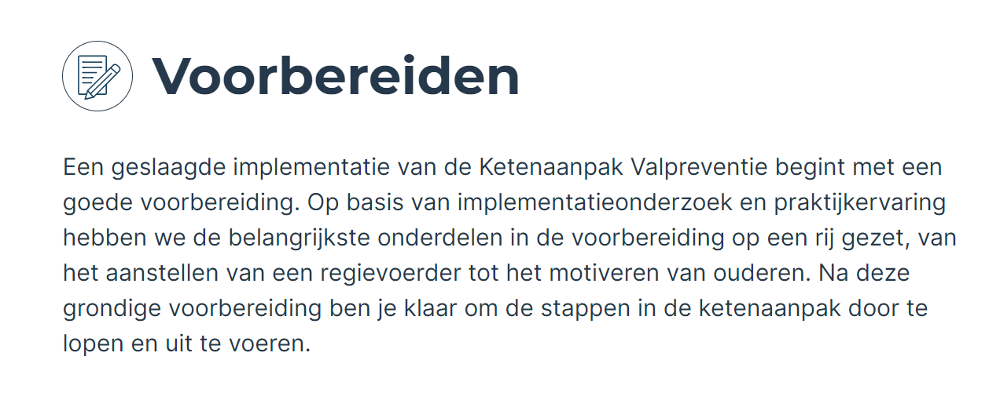 Voorbereiden
Een geslaagde implementatie van de Ketenaanpak Valpreventie begint met een
goede voorbereiding. Op basis van implementatieonderzoek en praktijkervaring
hebben we de belangrijkste onderdelen in de voorbereiding op een rij gezet, van
het aanstellen van een regievoerder tot het motiveren van ouderen. Na deze
grondige voorbereiding ben je klaar om de stappen in de ketenaanpak door te
lopen en uit te voeren.